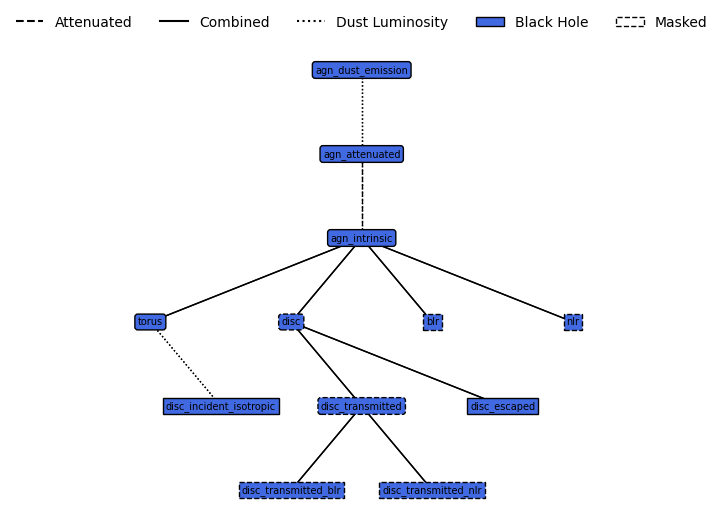 Attenuated Combined Dust Luminosity Black Hole Masked
agn_dust_emission
agn_attenuated
agn_intrinsic
torus disc blr nlr
disc_incident_isotropic disc_transmitted disc_escaped
disc_transmitted_blr disc_transmitted_nlr